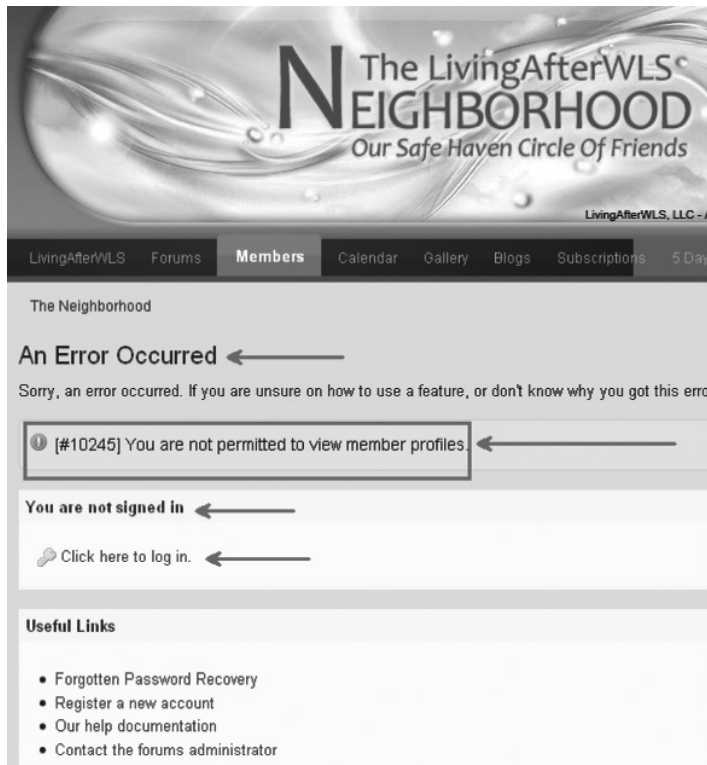 The LivingAfterWLS
NEIGHBORHOOD
Our Safe Haven Circle Of Friends
LivingAfterWLS, LLC -
LivingAfterWLS Forums Members Calendar Gallery Blogs Subscriptions 5 Day
The Neighborhood
An Error Occurred
Sorry, an error occurred. If you are unsure on how to use a feature, or don't know why you got this erro
[#10245] You are not permitted to view member profiles.
You are not signed in
Click here to log in.
Useful Links
Forgotten Password Recovery
Register a new account
Our help documentation
Contact the forums administrator